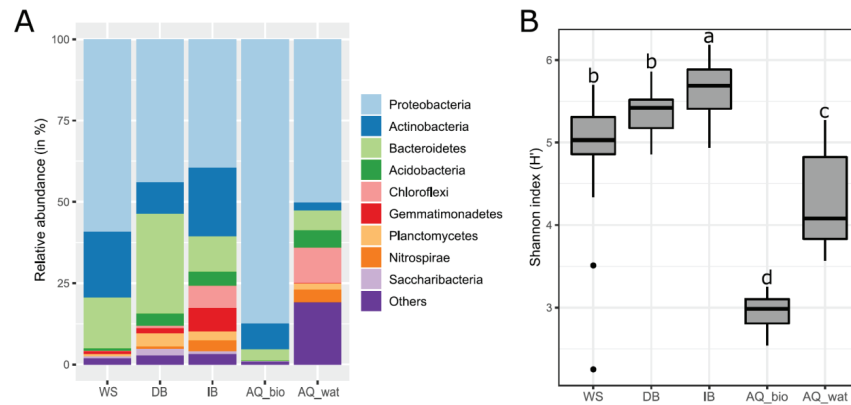 A
Relative abundance (in %)
100
75
50
25
0
WS DB IB AQ_bio AQ_wat
Proteobacteria
Actinobacteria
Bacteroidetes
Acidobacteria
Chloroflexi
Gemmatimonadetes
Planctomycetes
Nitrospirae
Saccharibacteria
Others
B
Shannon index (H')
6
5
4
3
b b a d c
WS DB IB AQ_bio AQ_wat